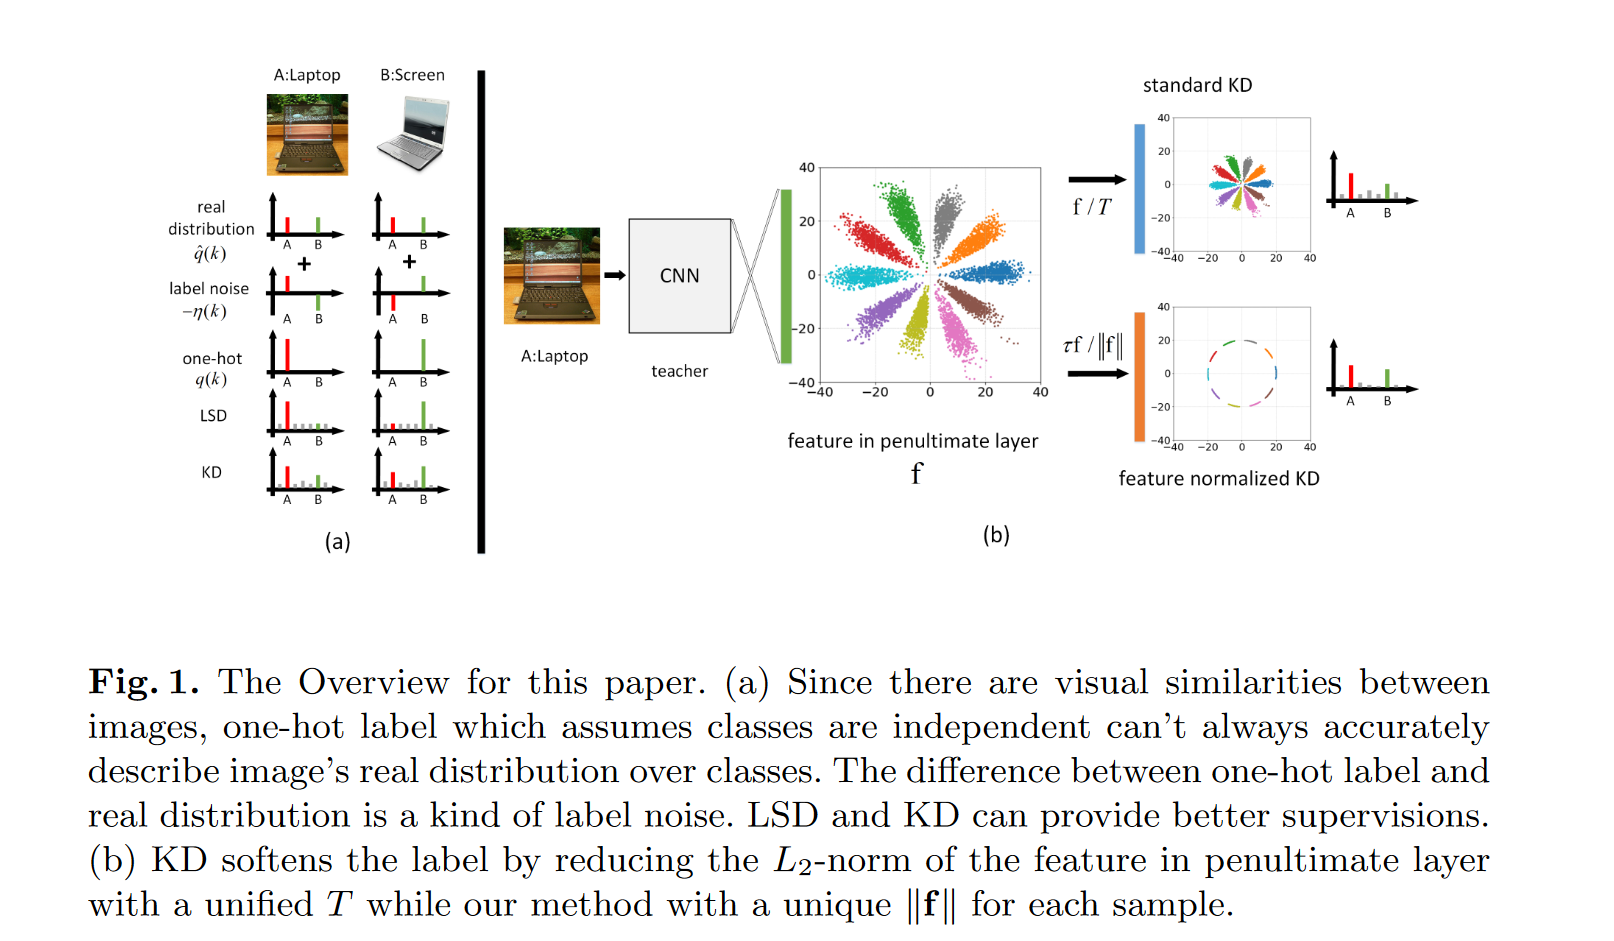 A:Laptop
B:Screen
real
distribution
q̂(k)
A B
A B
+
+
label noise
−η(k)
A B
A B
one-hot
q(k)
A B
A B
LSD
A B
A B
KD
A B
A B
(a)
A:Laptop
CNN
teacher
40
20
0
−20
−40
−40 −20 0 20 40
feature in penultimate layer
f
f / T
τf / ‖f‖
standard KD
40
20
0
−20
−40
−40 −20 0 20 40
A B
40
20
0
−20
−40
−40 −20 0 20 40
A B
feature normalized KD
(b)
Fig. 1. The Overview for this paper. (a) Since there are visual similarities between
images, one-hot label which assumes classes are independent can't always accurately
describe image's real distribution over classes. The difference between one-hot label and
real distribution is a kind of label noise. LSD and KD can provide better supervisions.
(b) KD softens the label by reducing the L₂-norm of the feature in penultimate layer
with a unified T while our method with a unique ‖f‖ for each sample.